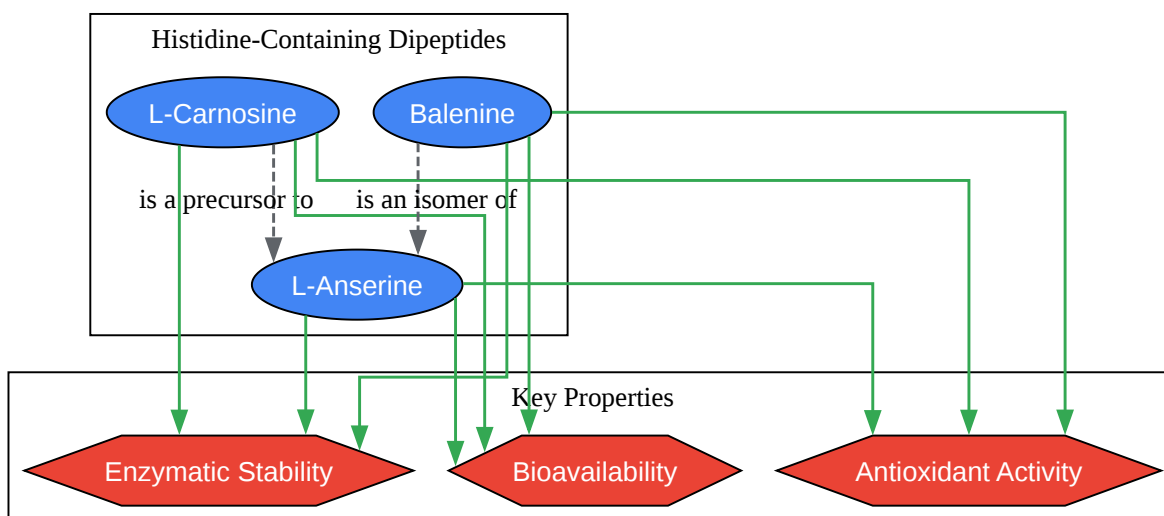 Histidine-Containing Dipeptides
L-Carnosine
Balenine
is a precursor to
is an isomer of
L-Anserine
Key Properties
Enzymatic Stability
Bioavailability
Antioxidant Activity